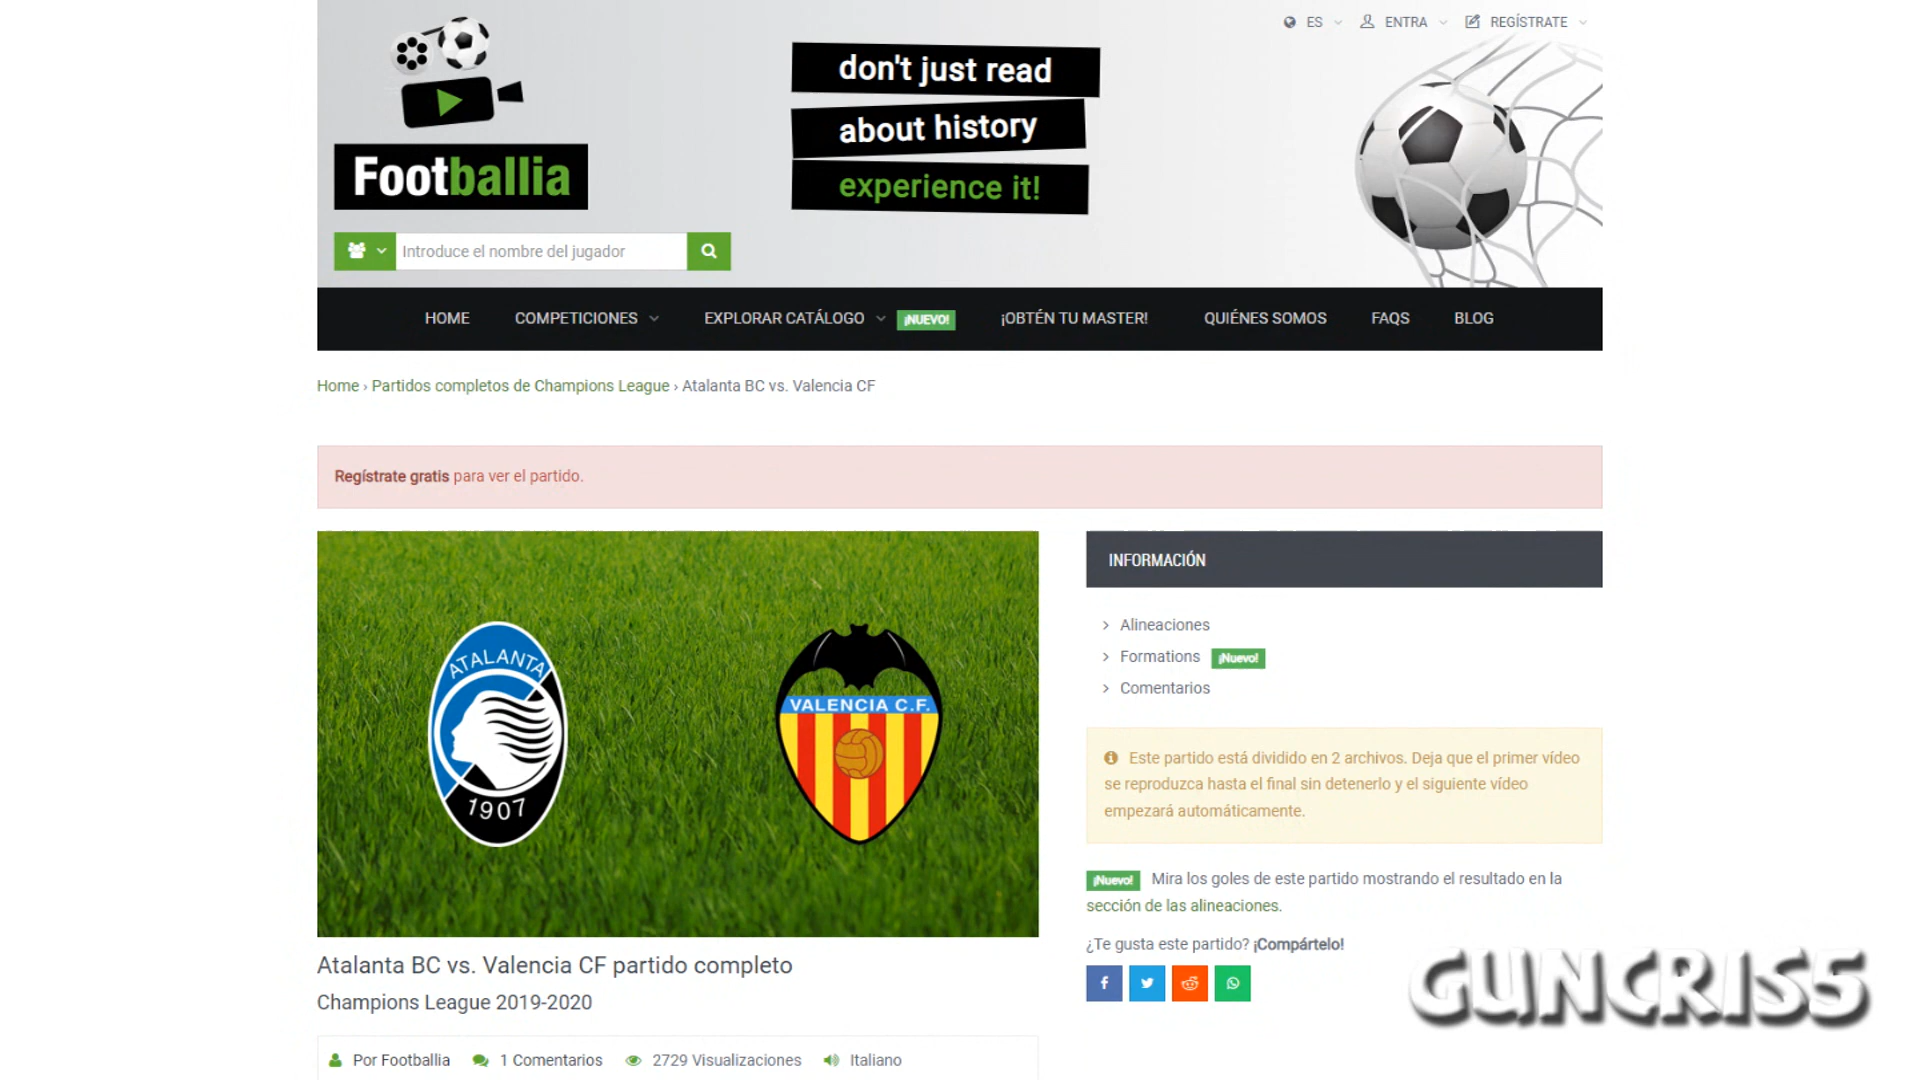 ES ENTRA REGÍSTRATE
don't just read
about history
experience it!
Footballia
Introduce el nombre del jugador
HOME COMPETICIONES EXPLORAR CATÁLOGO ¡NUEVO! ¡OBTÉN TU MASTER! QUIÉNES SOMOS FAQS BLOG
Home › Partidos completos de Champions League › Atalanta BC vs. Valencia CF
Regístrate gratis para ver el partido.
ATALANTA
1907
VALENCIA C.F.
Atalanta BC vs. Valencia CF partido completo
Champions League 2019-2020
Por Footballia 1 Comentarios 2729 Visualizaciones Italiano
INFORMACIÓN
Alineaciones
Formations ¡Nuevo!
Comentarios
Este partido está dividido en 2 archivos. Deja que el primer vídeo
se reproduzca hasta el final sin detenerlo y el siguiente vídeo
empezará automáticamente.
¡Nuevo! Mira los goles de este partido mostrando el resultado en la
sección de las alineaciones.
¿Te gusta este partido? ¡Compártelo!
GUNCRIS5